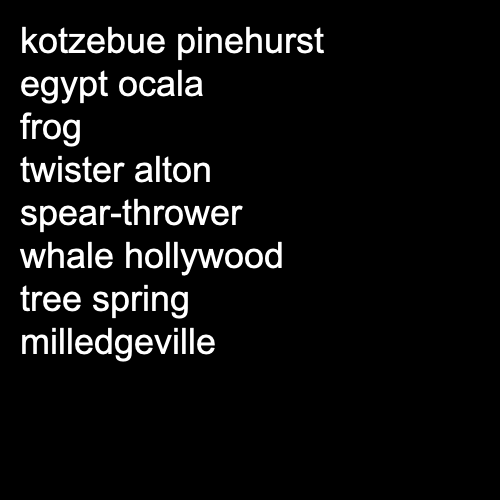 kotzebue pinehurst
egypt ocala
frog
twister alton
spear-thrower
whale hollywood
tree spring
milledgeville